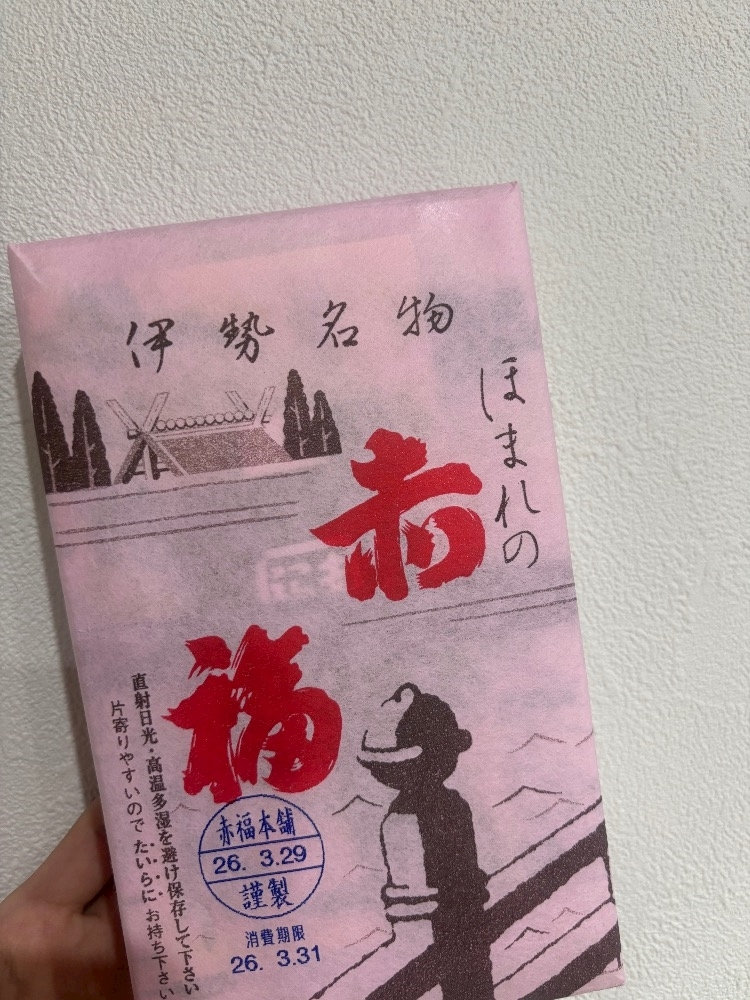 伊勢名物
ほまれの
赤
福
直射日光・高温多湿を避け保存して下さい
片寄りやすいので たいらに お持ち下さい
赤福本舗
26. 3.29
謹製
消費期限
26. 3.31